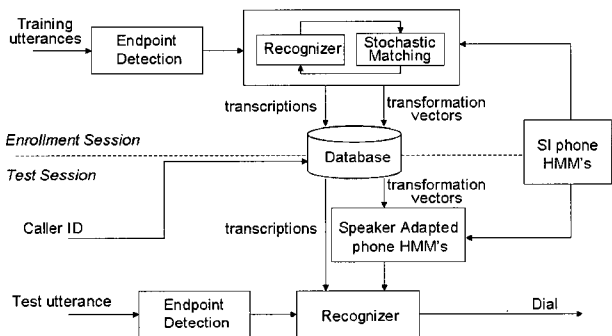 Training
utterances
Endpoint
Detection
Recognizer
Stochastic
Matching
transcriptions
transformation
vectors
Enrollment Session
Test Session
Database
SI phone
HMM's
Caller ID
transcriptions
transformation
vectors
Speaker Adapted
phone HMM's
Test utterance
Endpoint
Detection
Recognizer
Dial